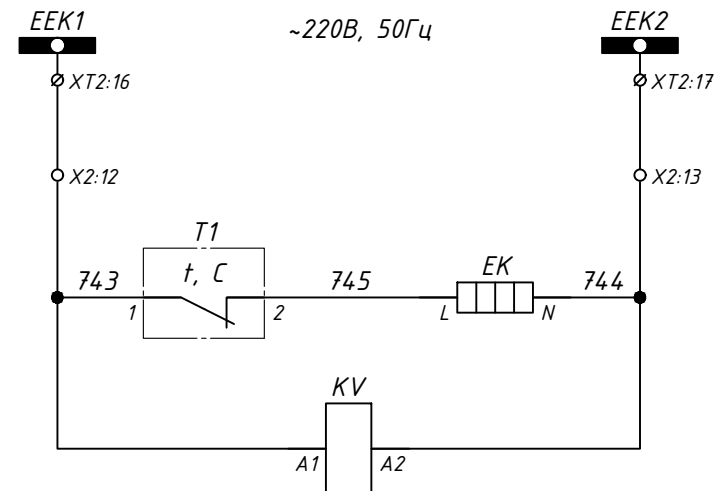 EEK1
~220В, 50Гц
EEK2
XT2:16
XT2:17
X2:12
X2:13
T1
743
t, C
745
EK
744
1
2
L
N
KV
A1
A2